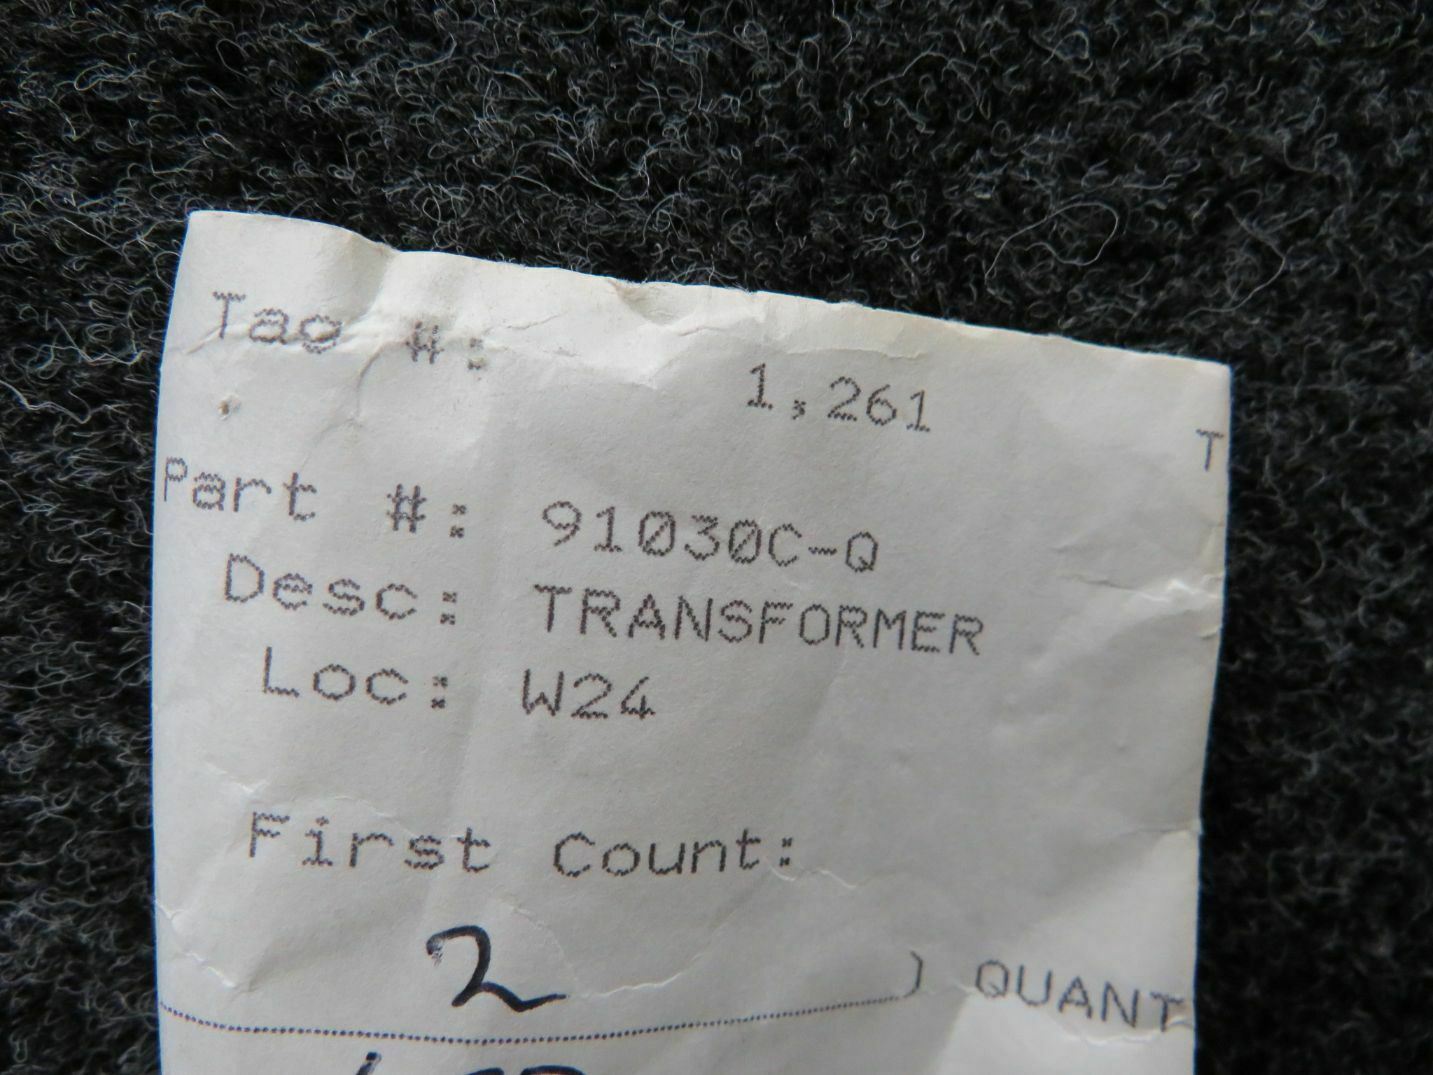 Tag #: 1,261 T
Part #: 91030C-Q
Desc: TRANSFORMER
Loc: W24
First Count:
2
) QUANT